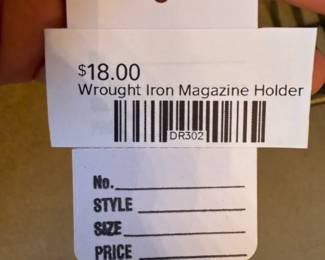 $18.00
Wrought Iron Magazine Holder
DR302
No.
STYLE
SIZE
PRICE